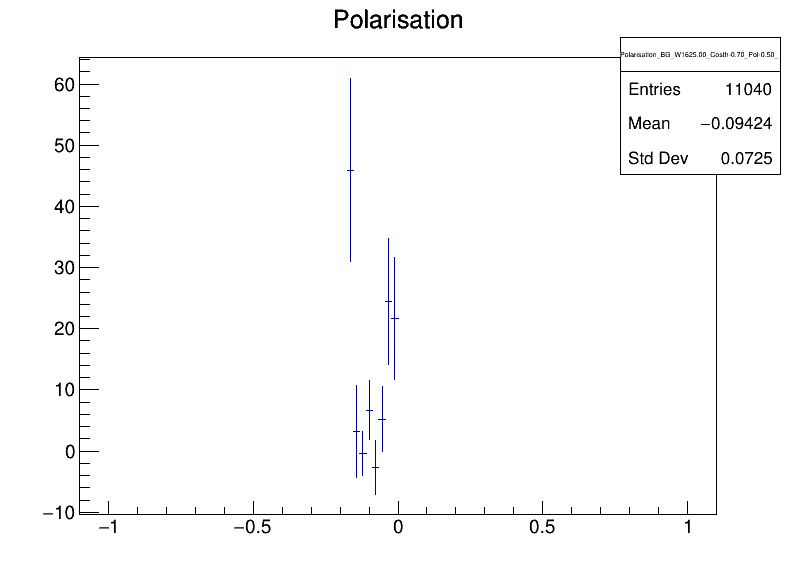 Polarisation
Polarisation_BG_W1625.00_Costh-0.70_Pol-0.50_
Entries 11040
Mean −0.09424
Std Dev 0.0725
60
50
40
30
20
10
0
−10
−1 −0.5 0 0.5 1